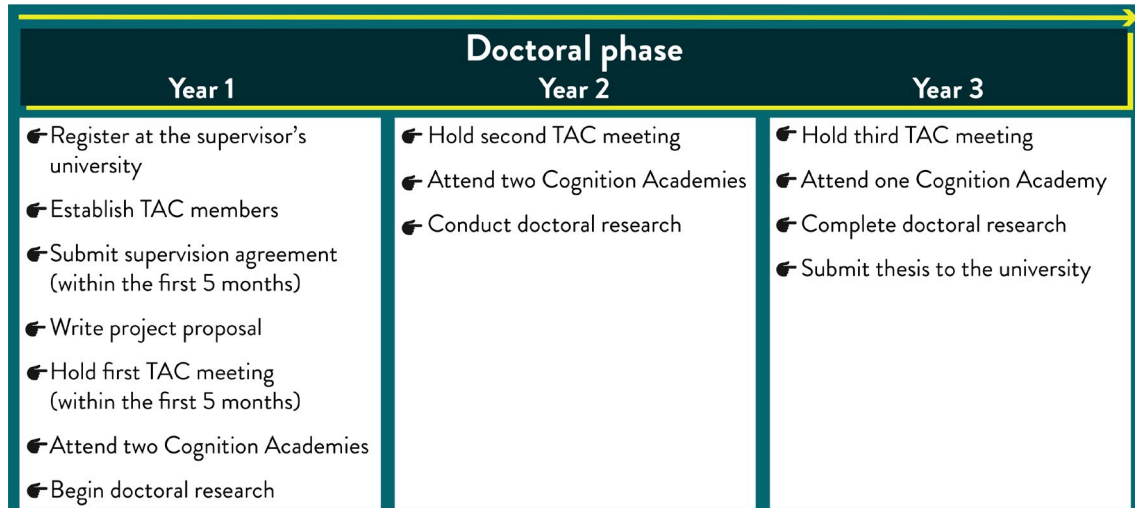 Doctoral phase
Year 1
Year 2
Year 3
Register at the supervisor's
university
Establish TAC members
Submit supervision agreement
(within the first 5 months)
Write project proposal
Hold first TAC meeting
(within the first 5 months)
Attend two Cognition Academies
Begin doctoral research
Hold second TAC meeting
Attend two Cognition Academies
Conduct doctoral research
Hold third TAC meeting
Attend one Cognition Academy
Complete doctoral research
Submit thesis to the university